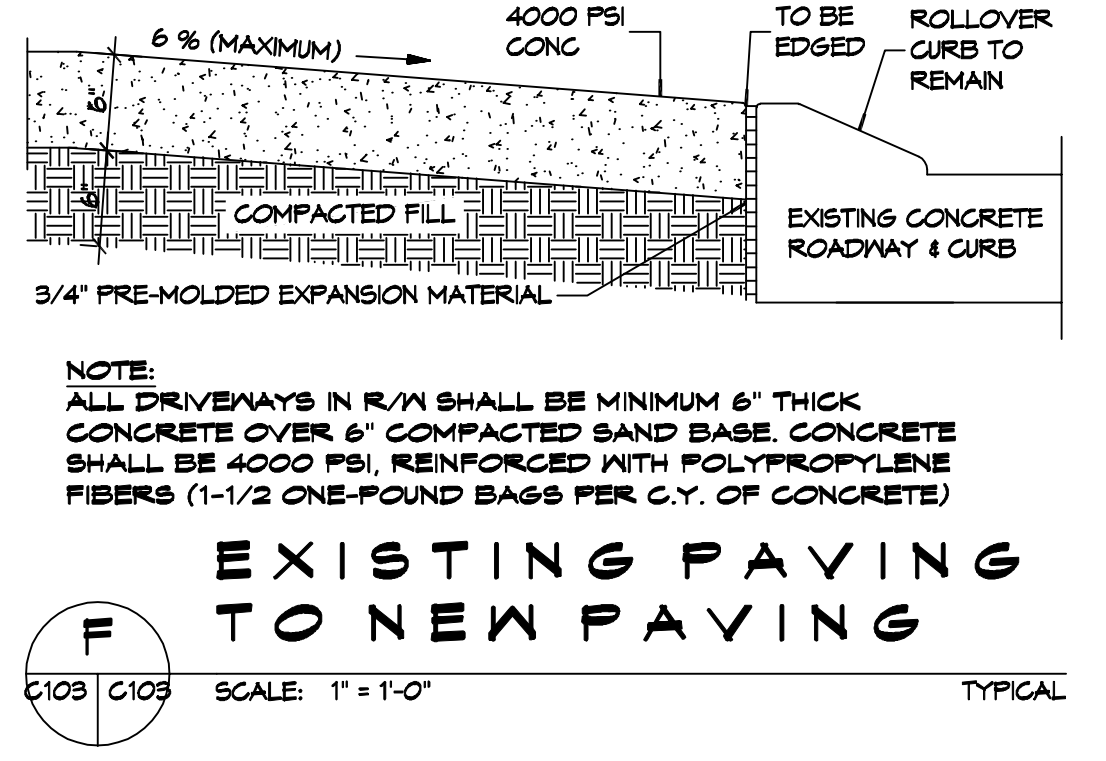 4000 PSI
CONC
TO BE
EDGED
ROLLOVER
CURB TO
REMAIN
6 % (MAXIMUM)
6"
6"
COMPACTED FILL
EXISTING CONCRETE
ROADWAY & CURB
3/4" PRE-MOLDED EXPANSION MATERIAL
NOTE:
ALL DRIVEWAYS IN R/W SHALL BE MINIMUM 6" THICK
CONCRETE OVER 6" COMPACTED SAND BASE. CONCRETE
SHALL BE 4000 PSI, REINFORCED WITH POLYPROPYLENE
FIBERS (1-1/2 ONE-POUND BAGS PER C.Y. OF CONCRETE)
EXISTING PAVING
TO NEW PAVING
F
C103 C103
SCALE: 1" = 1'-0"
TYPICAL